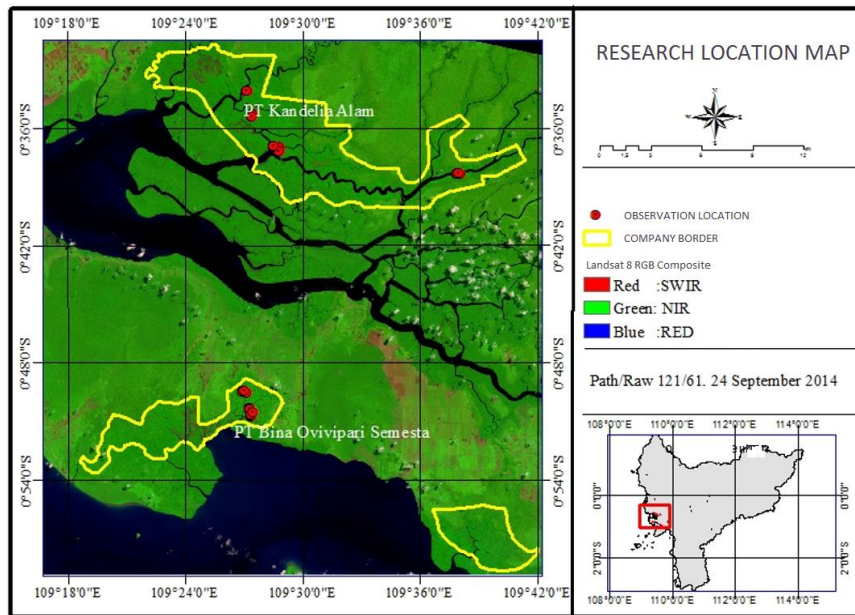 109°18'0"E 109°24'0"E 109°30'0"E 109°36'0"E 109°42'0"E
0°36'0"S 0°36'0"S
0°42'0"S 0°42'0"S
0°48'0"S 0°48'0"S
0°54'0"S 0°54'0"S
PT Kandelia Alam
PT Bina Ovivipari Semesta
109°18'0"E 109°24'0"E 109°30'0"E 109°36'0"E 109°42'0"E
RESEARCH LOCATION MAP
OBSERVATION LOCATION
COMPANY BORDER
Landsat 8 RGB Composite
Red :SWIR
Green: NIR
Blue :RED
Path/Raw 121/61. 24 September 2014
108°0'0"E 110°0'0"E 114°0'0"E
0°0'0" 0°0'0"
2°0'0"S 2°0'0"S
108°0'0"E 110°0'0"E 112°0'0"E 114°0'0"E